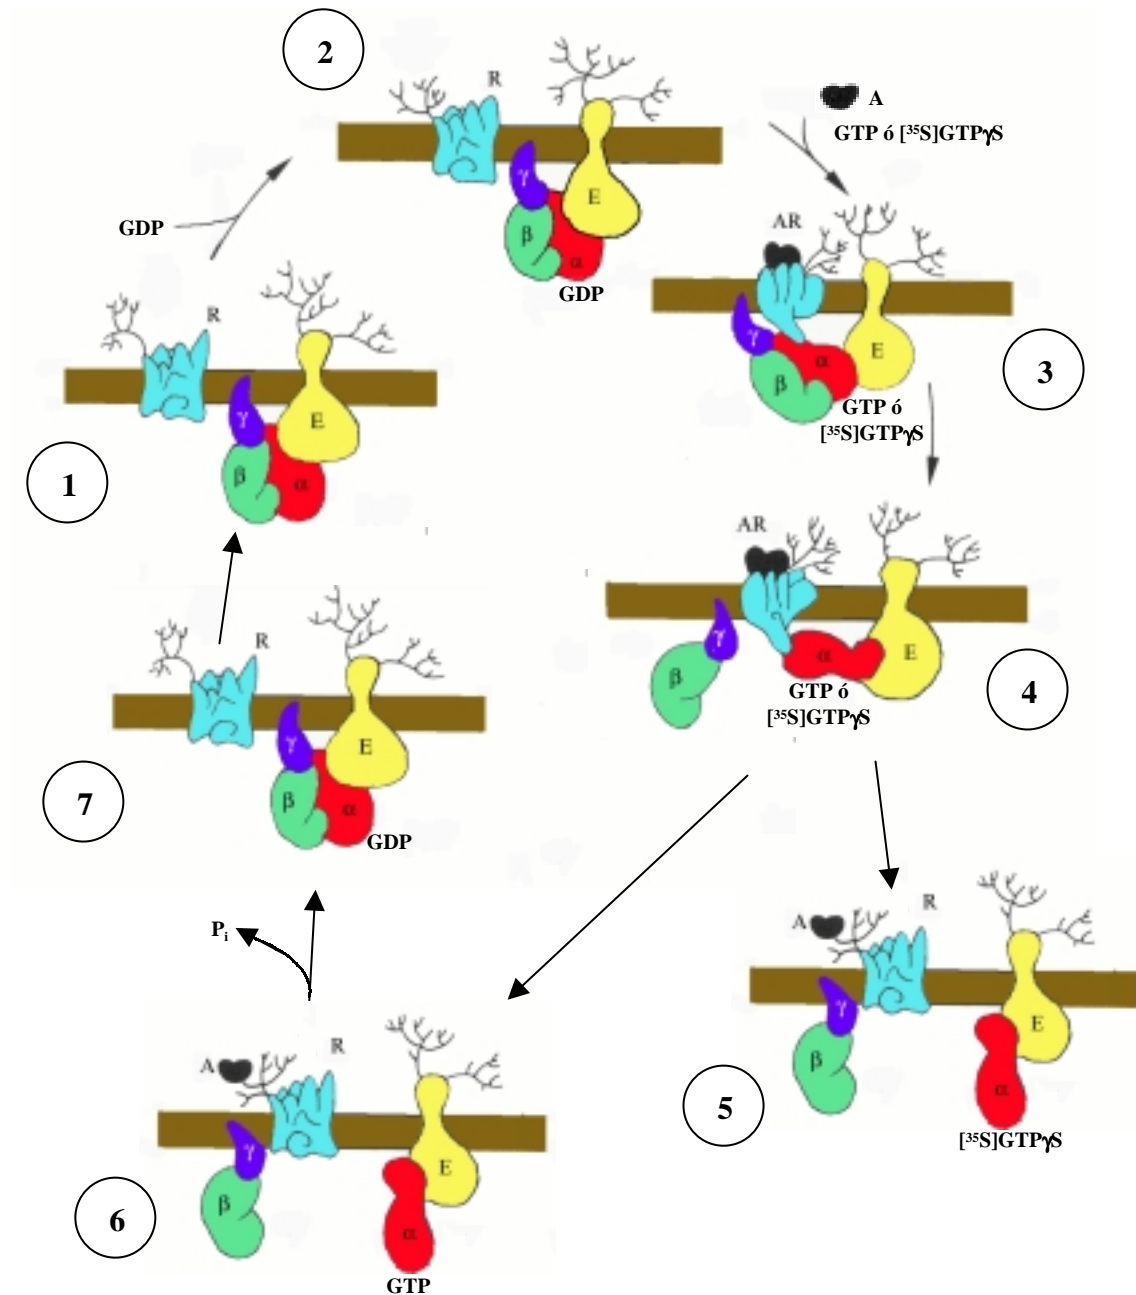 2
R
A
GTP ó [³⁵S]GTPγS
E
γ
β
α
GDP
GDP
AR
E
γ
α
β
3
GTP ó
[³⁵S]GTPγS
R
E
γ
β
α
1
AR
E
γ
α
β
4
GTP ó
[³⁵S]GTPγS
R
E
γ
β
α
7
GDP
Pᵢ
A
R
E
γ
β
α
5
[³⁵S]GTPγS
A
R
E
γ
β
α
6
GTP